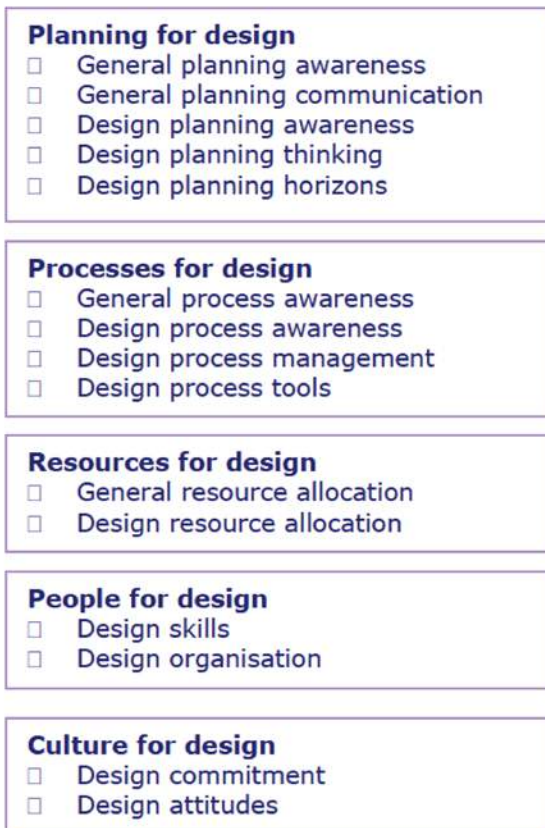 Planning for design
□ General planning awareness
□ General planning communication
□ Design planning awareness
□ Design planning thinking
□ Design planning horizons
Processes for design
□ General process awareness
□ Design process awareness
□ Design process management
□ Design process tools
Resources for design
□ General resource allocation
□ Design resource allocation
People for design
□ Design skills
□ Design organisation
Culture for design
□ Design commitment
□ Design attitudes